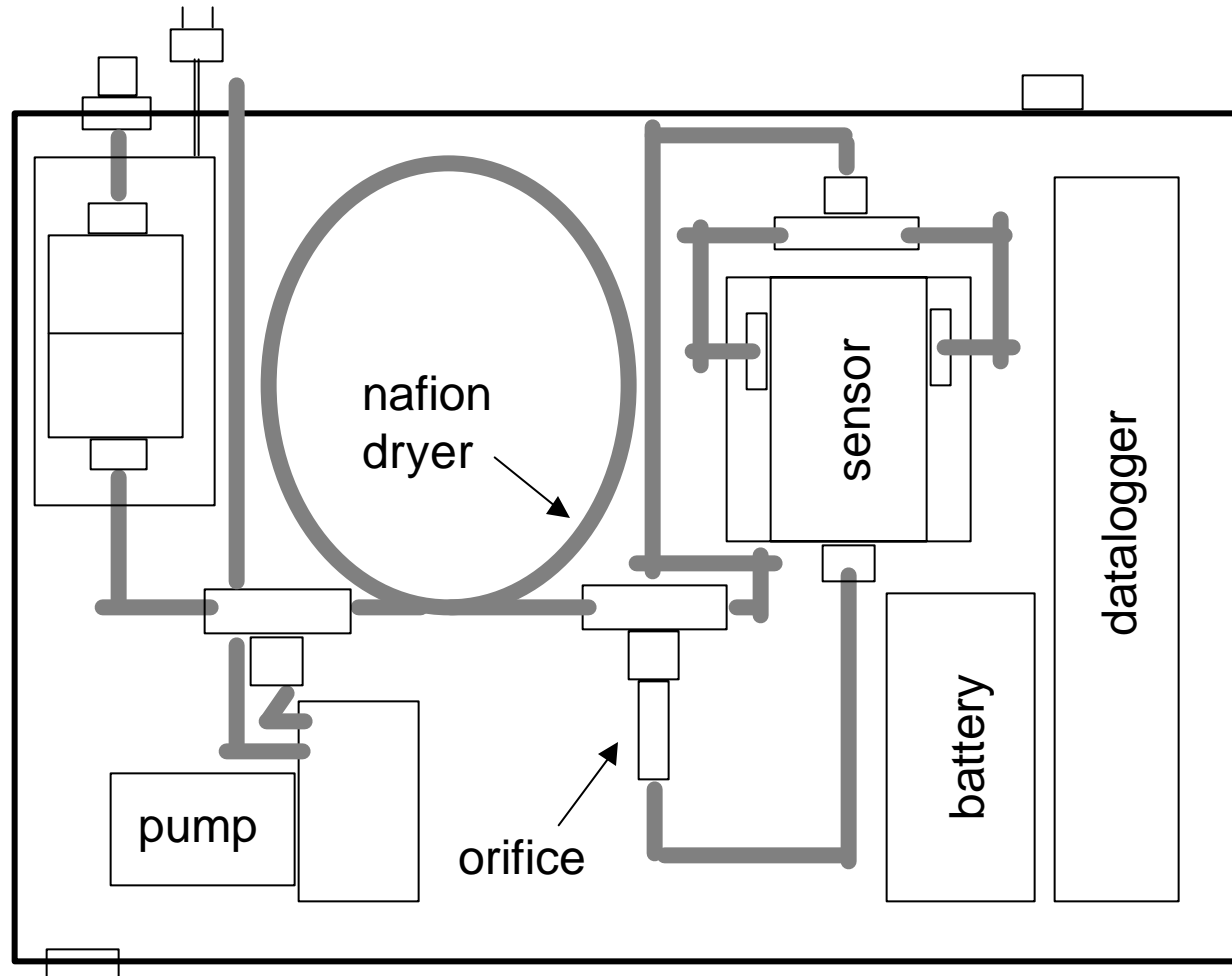 nafion
dryer
sensor
datalogger
battery
pump
orifice